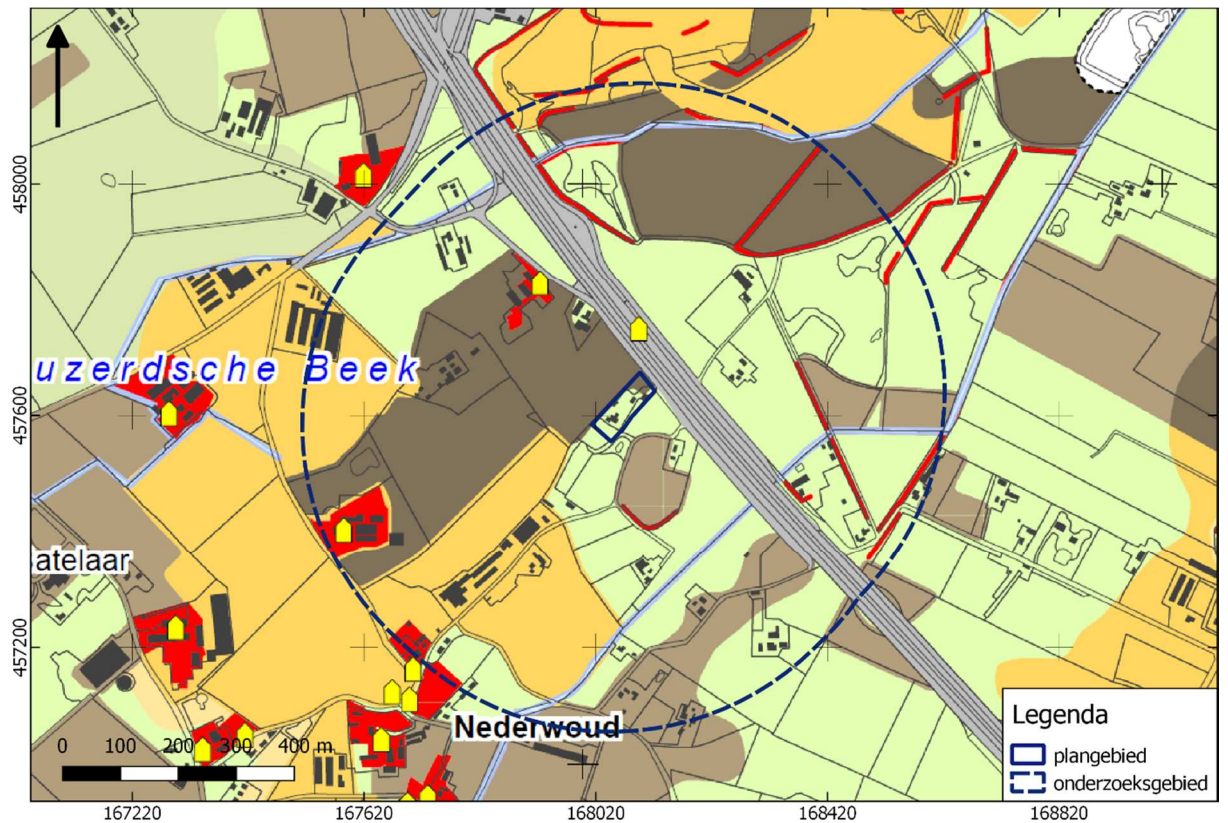 458000
457600
457200
uzerdsche Beek
atelaar
Nederwoud
0 100 200 300 400 m
Legenda
plangebied
onderzoeksgebied
167220 167620 168020 168420 168820